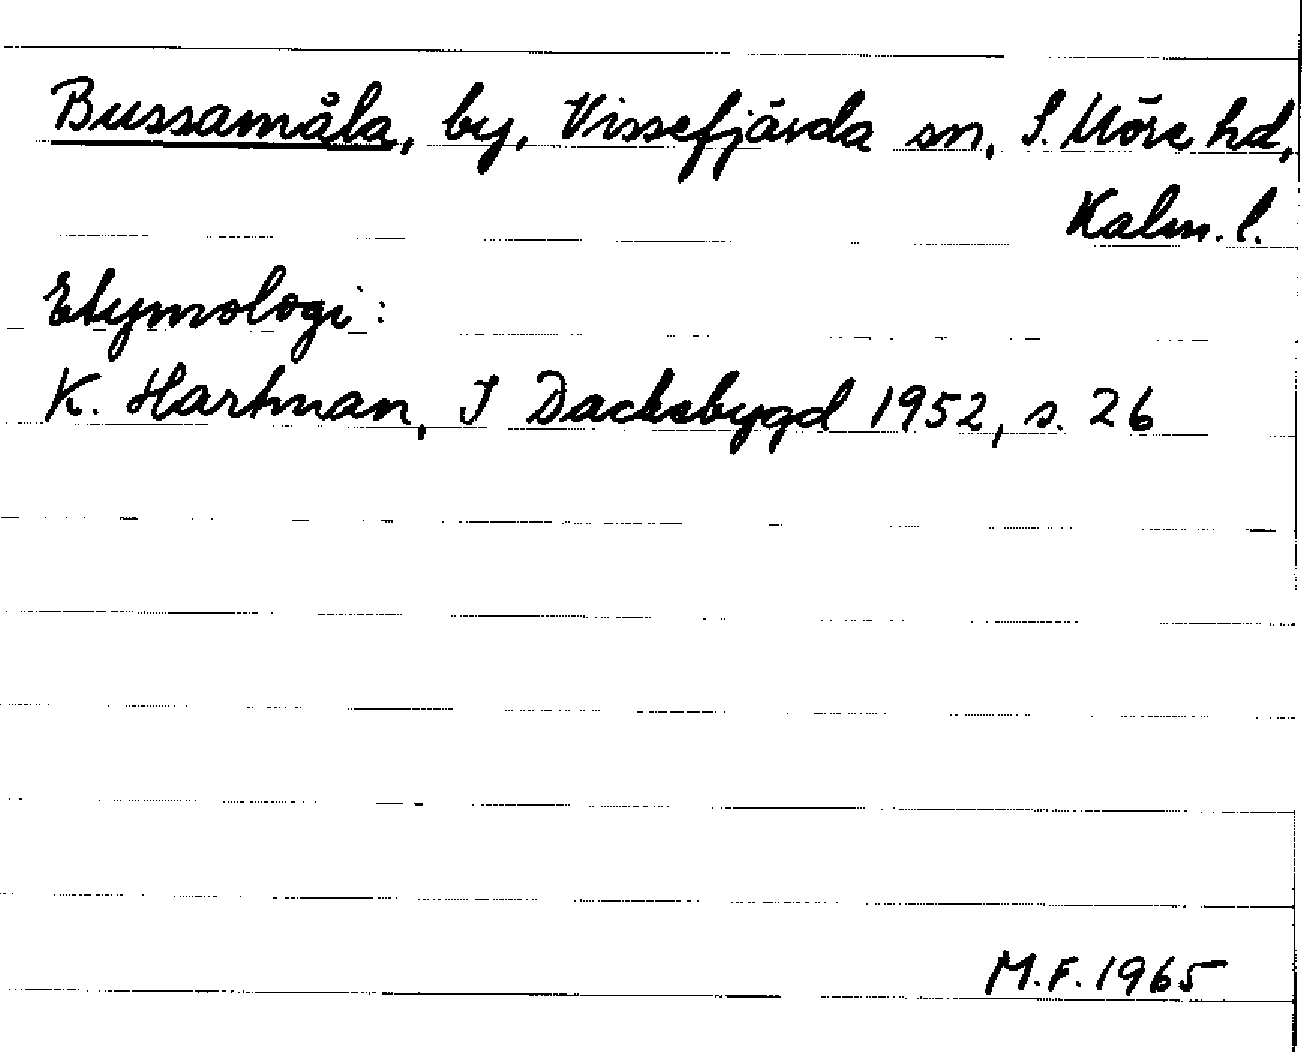 Bussamåla, by, Vissefjärda sn, S. Möre hd,
Kalm. l.
Etymologi:
K. Hartman, I Dackebygd 1952, s. 26
M.F. 1965